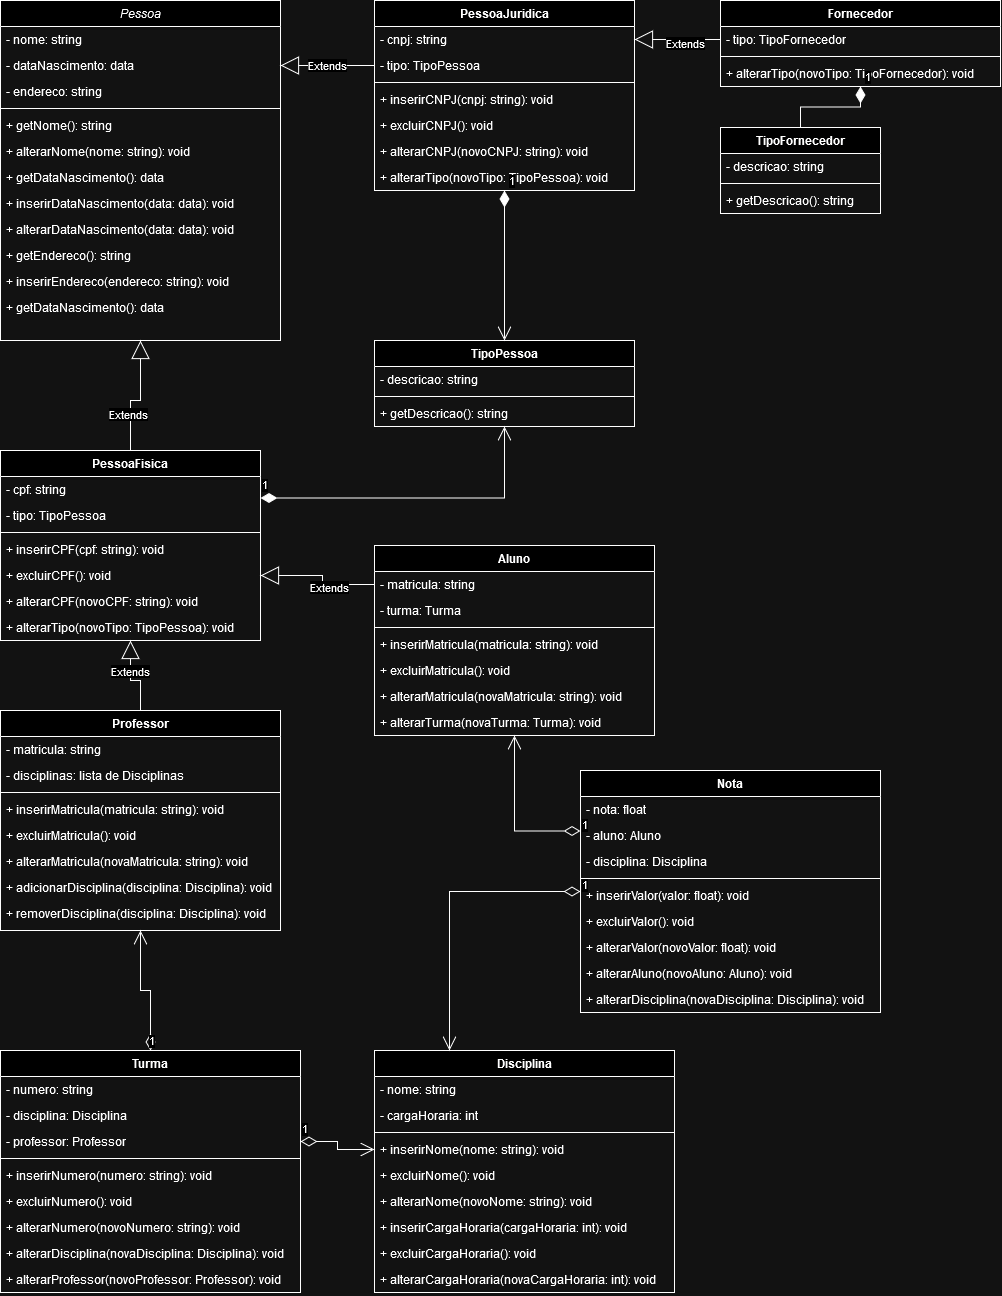 Pessoa
- nome: string
- dataNascimento: data
- endereco: string
+ getNome(): string
+ alterarNome(nome: string): void
+ getDataNascimento(): data
+ inserirDataNascimento(data: data): void
+ alterarDataNascimento(data: data): void
+ getEndereco(): string
+ inserirEndereco(endereco: string): void
+ getDataNascimento(): data
Extends
PessoaJuridica
- cnpj: string
- tipo: TipoPessoa
+ inserirCNPJ(cnpj: string): void
+ excluirCNPJ(): void
+ alterarCNPJ(novoCNPJ: string): void
+ alterarTipo(novoTipo: TipoPessoa): void
1
Extends
Fornecedor
- tipo: TipoFornecedor
+ alterarTipo(novoTipo: TipoFornecedor): void
1
TipoFornecedor
- descricao: string
+ getDescricao(): string
TipoPessoa
- descricao: string
+ getDescricao(): string
Extends
PessoaFisica
- cpf: string
- tipo: TipoPessoa
+ inserirCPF(cpf: string): void
+ excluirCPF(): void
+ alterarCPF(novoCPF: string): void
+ alterarTipo(novoTipo: TipoPessoa): void
1
Extends
Aluno
- matricula: string
- turma: Turma
+ inserirMatricula(matricula: string): void
+ excluirMatricula(): void
+ alterarMatricula(novaMatricula: string): void
+ alterarTurma(novaTurma: Turma): void
Extends
Professor
- matricula: string
- disciplinas: lista de Disciplinas
+ inserirMatricula(matricula: string): void
+ excluirMatricula(): void
+ alterarMatricula(novaMatricula: string): void
+ adicionarDisciplina(disciplina: Disciplina): void
+ removerDisciplina(disciplina: Disciplina): void
Nota
- nota: float
1
- aluno: Aluno
- disciplina: Disciplina
1
+ inserirValor(valor: float): void
+ excluirValor(): void
+ alterarValor(novoValor: float): void
+ alterarAluno(novoAluno: Aluno): void
+ alterarDisciplina(novaDisciplina: Disciplina): void
1
Turma
- numero: string
- disciplina: Disciplina
- professor: Professor
+ inserirNumero(numero: string): void
+ excluirNumero(): void
+ alterarNumero(novoNumero: string): void
+ alterarDisciplina(novaDisciplina: Disciplina): void
+ alterarProfessor(novoProfessor: Professor): void
1
Disciplina
- nome: string
- cargaHoraria: int
+ inserirNome(nome: string): void
+ excluirNome(): void
+ alterarNome(novoNome: string): void
+ inserirCargaHoraria(cargaHoraria: int): void
+ excluirCargaHoraria(): void
+ alterarCargaHoraria(novaCargaHoraria: int): void